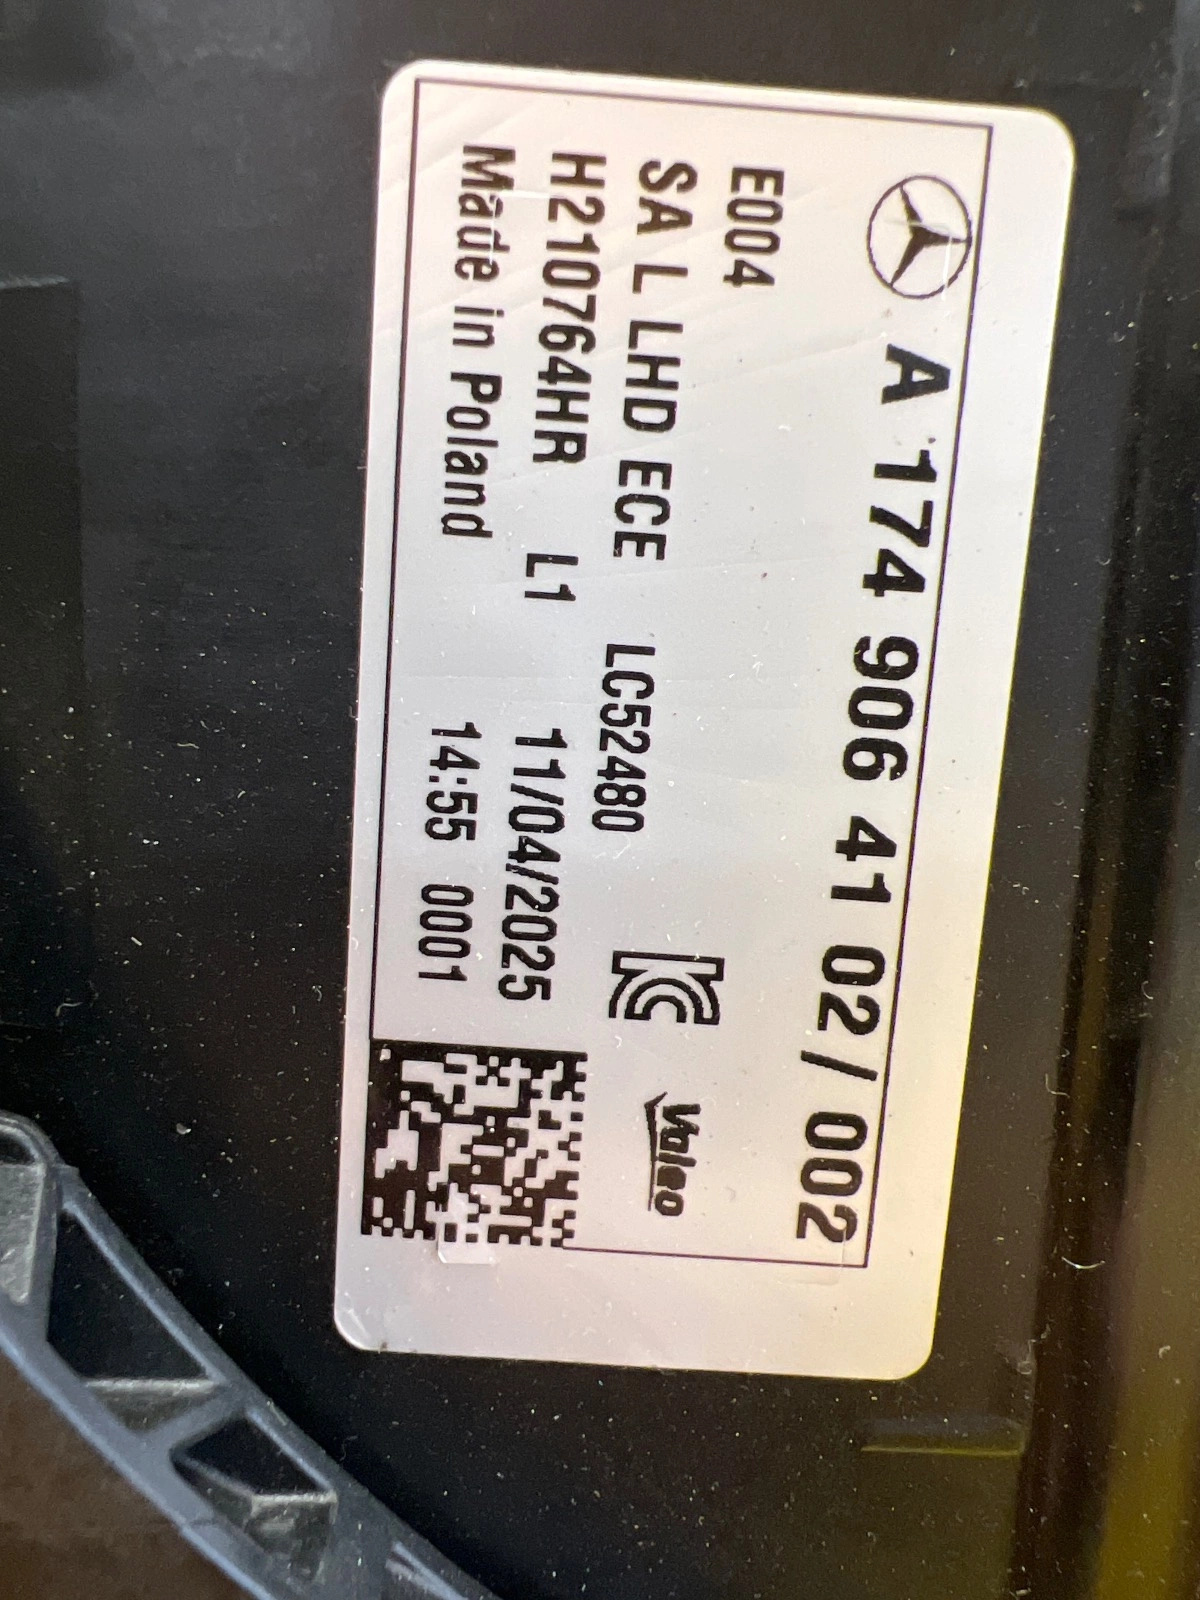 A 174 906 41 02 / 002
E004
SA L LHD ECE LC52480
H210764HR L1 11/04/2025
Made in Poland 14:55 0001
KC
Valeo